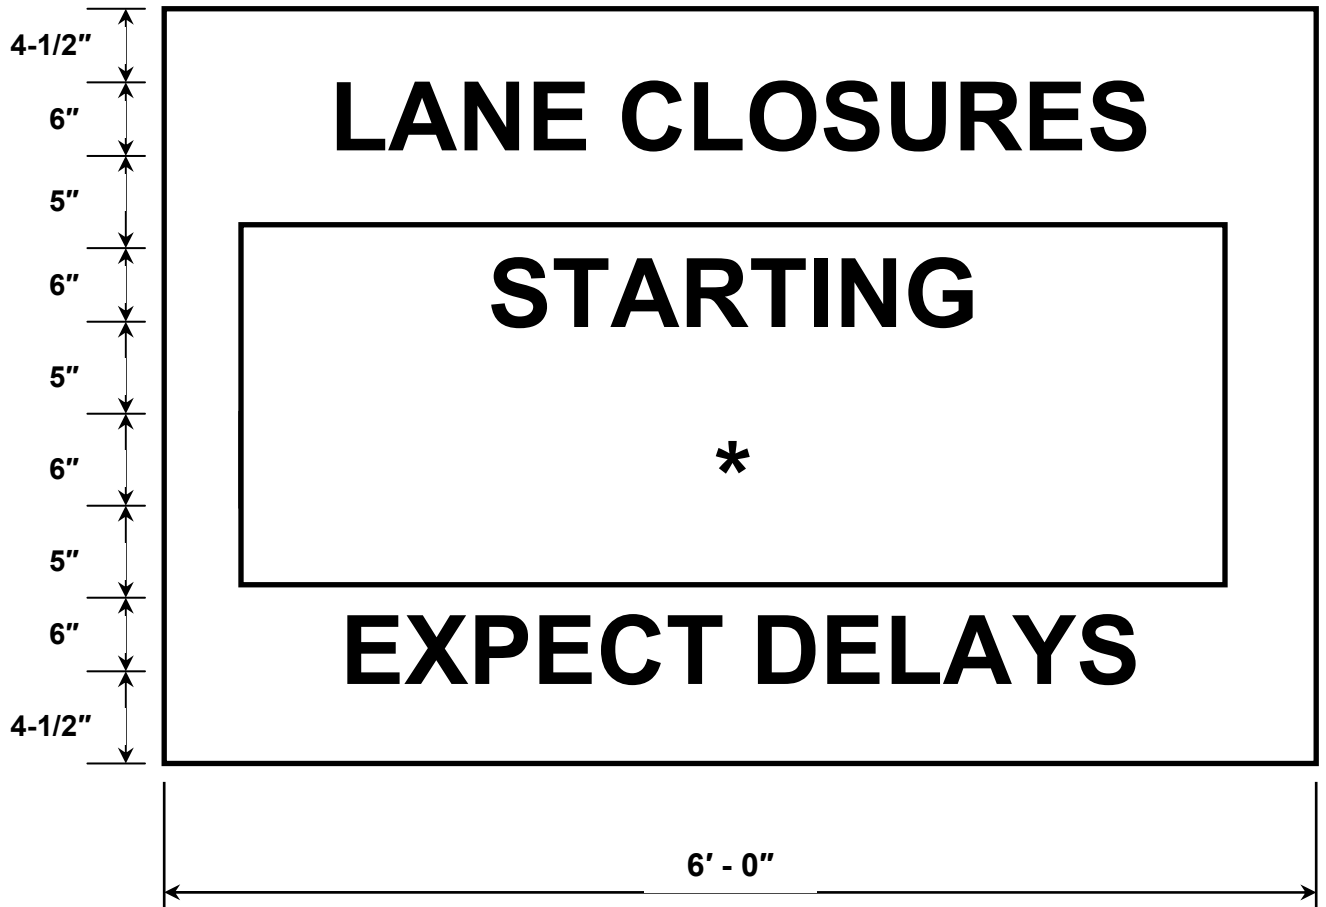 4-1/2″
LANE CLOSURES
6″
5″
STARTING
6″
5″
*
6″
5″
EXPECT DELAYS
6″
4-1/2″
6′ - 0″